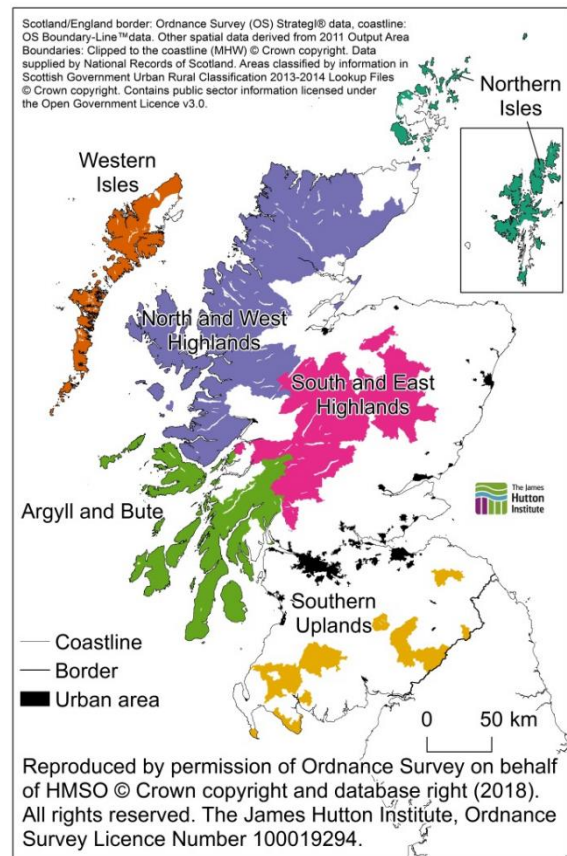 Scotland/England border: Ordnance Survey (OS) StrategI® data, coastline:
OS Boundary-Line™data. Other spatial data derived from 2011 Output Area
Boundaries: Clipped to the coastline (MHW) © Crown copyright. Data
supplied by National Records of Scotland. Areas classified by information in
Scottish Government Urban Rural Classification 2013-2014 Lookup Files
© Crown copyright. Contains public sector information licensed under
the Open Government Licence v3.0.
Northern
Isles
Western
Isles
North and West
Highlands
South and East
Highlands
The James
Hutton
Institute
Argyll and Bute
Southern
Uplands
Coastline
Border
Urban area
0 50 km
Reproduced by permission of Ordnance Survey on behalf
of HMSO © Crown copyright and database right (2018).
All rights reserved. The James Hutton Institute, Ordnance
Survey Licence Number 100019294.